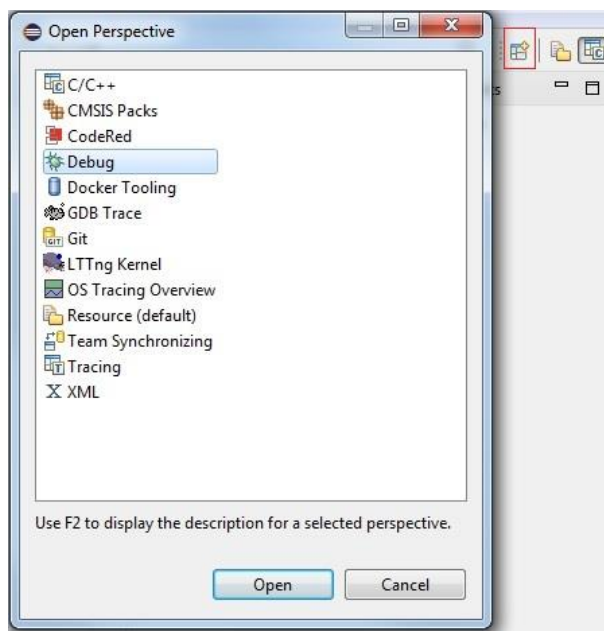 Open Perspective
C/C++
CMSIS Packs
CodeRed
Debug
Docker Tooling
GDB Trace
GIT Git
LTTng Kernel
OS Tracing Overview
Resource (default)
Team Synchronizing
T Tracing
X XML
Use F2 to display the description for a selected perspective.
Open Cancel